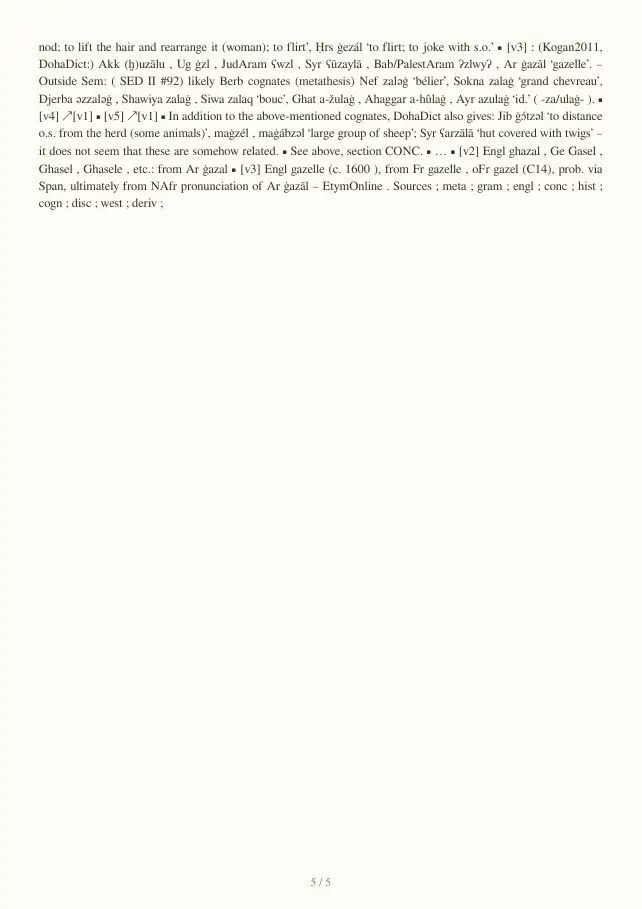 nod; to lift the hair and rearrange it (woman); to flirt’, Ḥrs ġezál ‘to flirt; to joke with s.o.’ ▪ [v3] : (Kogan2011,
DohaDict:) Akk (ḫ)uzālu , Ug ġzl , JudAram ʕwzl , Syr ʕūzaylā , Bab/PalestAram ʔzlwyʔ , Ar ġazāl ‘gazelle’. –
Outside Sem: ( SED II #92) likely Berb cognates (metathesis) Nef zaləġ ‘bélier’, Sokna zalaġ ‘grand chevreau’,
Djerba əzzaləġ , Shawiya zalaġ , Siwa zalaq ‘bouc’, Ghat a-žulaġ , Ahaggar a-hûlaġ , Ayr azulaġ ‘id.’ ( -za/ulaġ- ). ▪
[v4] ↗[v1] ▪ [v5] ↗[v1] ▪ In addition to the above-mentioned cognates, DohaDict also gives: Jib ġɔ́tzəl ‘to distance
o.s. from the herd (some animals)’, maġzél , maġábzəl ‘large group of sheep’; Syr ʕarzālā ‘hut covered with twigs’ –
it does not seem that these are somehow related. ▪ See above, section CONC. ▪ … ▪ [v2] Engl ghazal , Ge Gasel ,
Ghasel , Ghasele , etc.: from Ar ġazal ▪ [v3] Engl gazelle (c. 1600 ), from Fr gazelle , oFr gazel (C14), prob. via
Span, ultimately from NAfr pronunciation of Ar ġazāl – EtymOnline . Sources ; meta ; gram ; engl ; conc ; hist ;
cogn ; disc ; west ; deriv ;
5 / 5